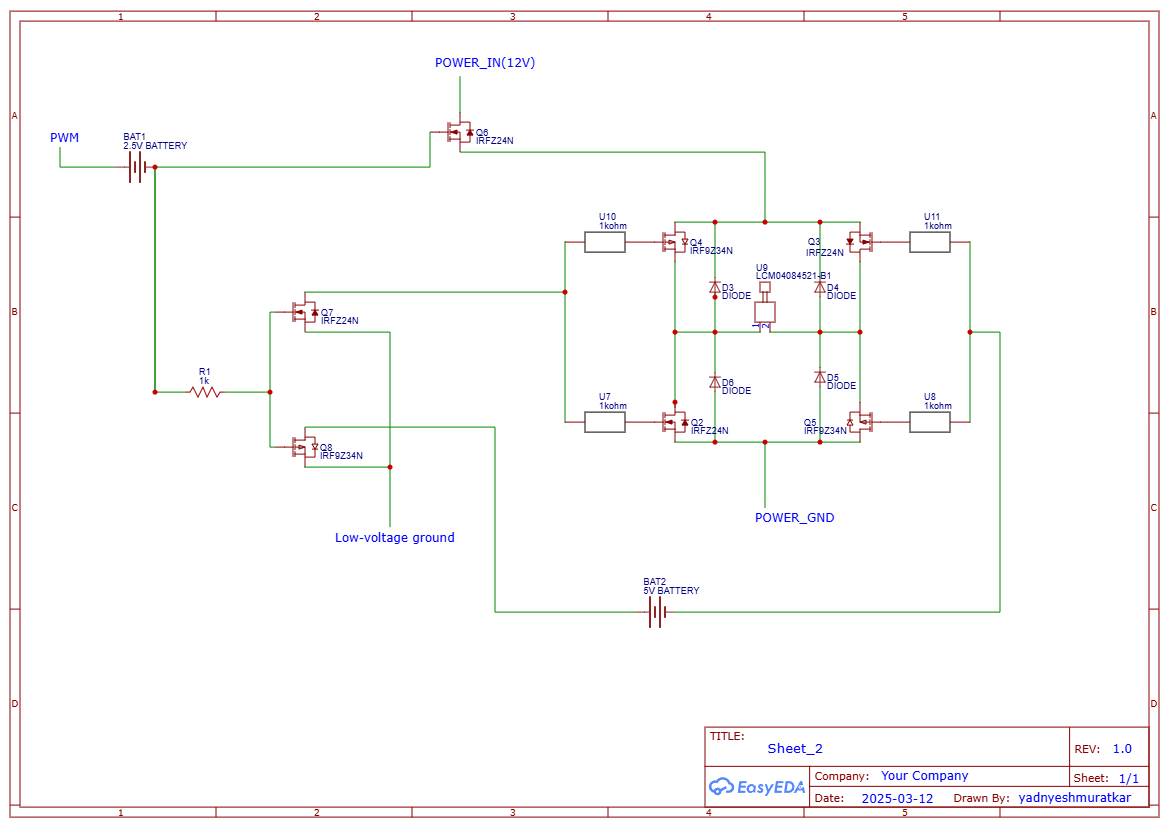 1 2 3 4 5
POWER_IN(12V)
A A
PWM
BAT1
2.5V BATTERY
Q6
IRFZ24N
U10
1kohm
U11
1kohm
Q4
IRF9Z34N
Q3
IRFZ24N
U9
LCM04084521-B1
D3
DIODE
D4
DIODE
B B
Q7
IRFZ24N
1 2
R1
1k
D6
DIODE
D5
DIODE
U7
1kohm
U8
1kohm
Q2
IRFZ24N
Q5
IRF9Z34N
Q8
IRF9Z34N
C C
POWER_GND
Low-voltage ground
BAT2
5V BATTERY
D D
TITLE:
Sheet_2
REV: 1.0
EasyEDA
Company: Your Company
Sheet: 1/1
Date: 2025-03-12 Drawn By: yadnyeshmuratkar
1 2 3 4 5